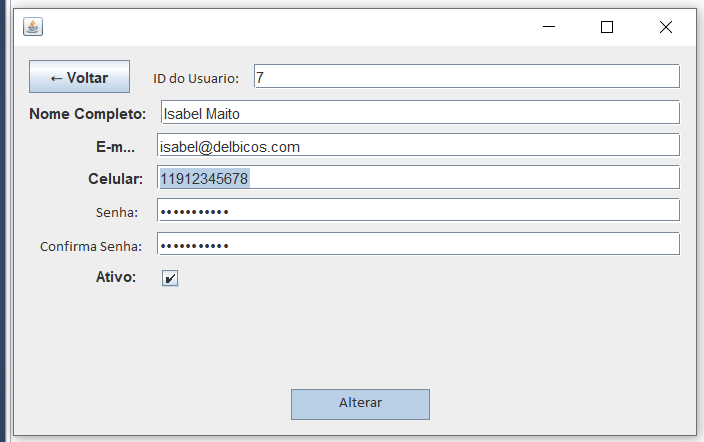 ← Voltar ID do Usuario: 7
Nome Completo: Isabel Maito
E-m... isabel@delbicos.com
Celular: 11912345678
Senha: •••••••••••
Confirma Senha: •••••••••••
Ativo:
Alterar